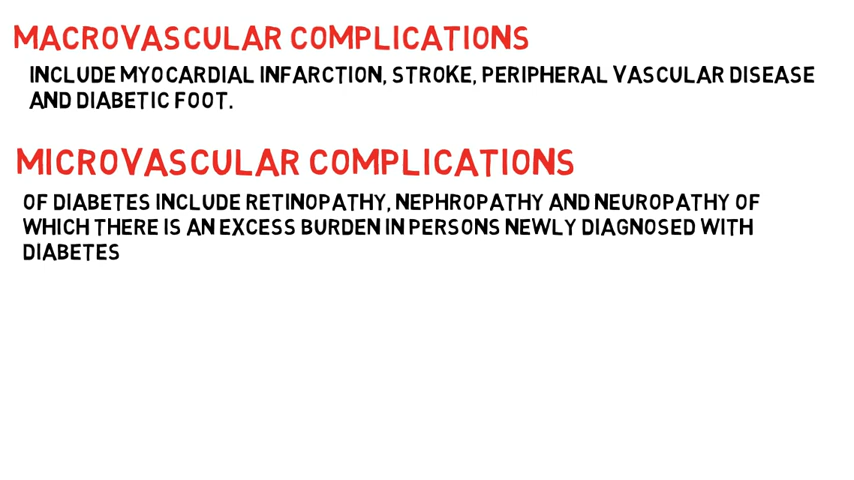 MACROVASCULAR COMPLICATIONS
INCLUDE MYOCARDIAL INFARCTION, STROKE, PERIPHERAL VASCULAR DISEASE
AND DIABETIC FOOT.
MICROVASCULAR COMPLICATIONS
OF DIABETES INCLUDE RETINOPATHY, NEPHROPATHY AND NEUROPATHY OF
WHICH THERE IS AN EXCESS BURDEN IN PERSONS NEWLY DIAGNOSED WITH
DIABETES